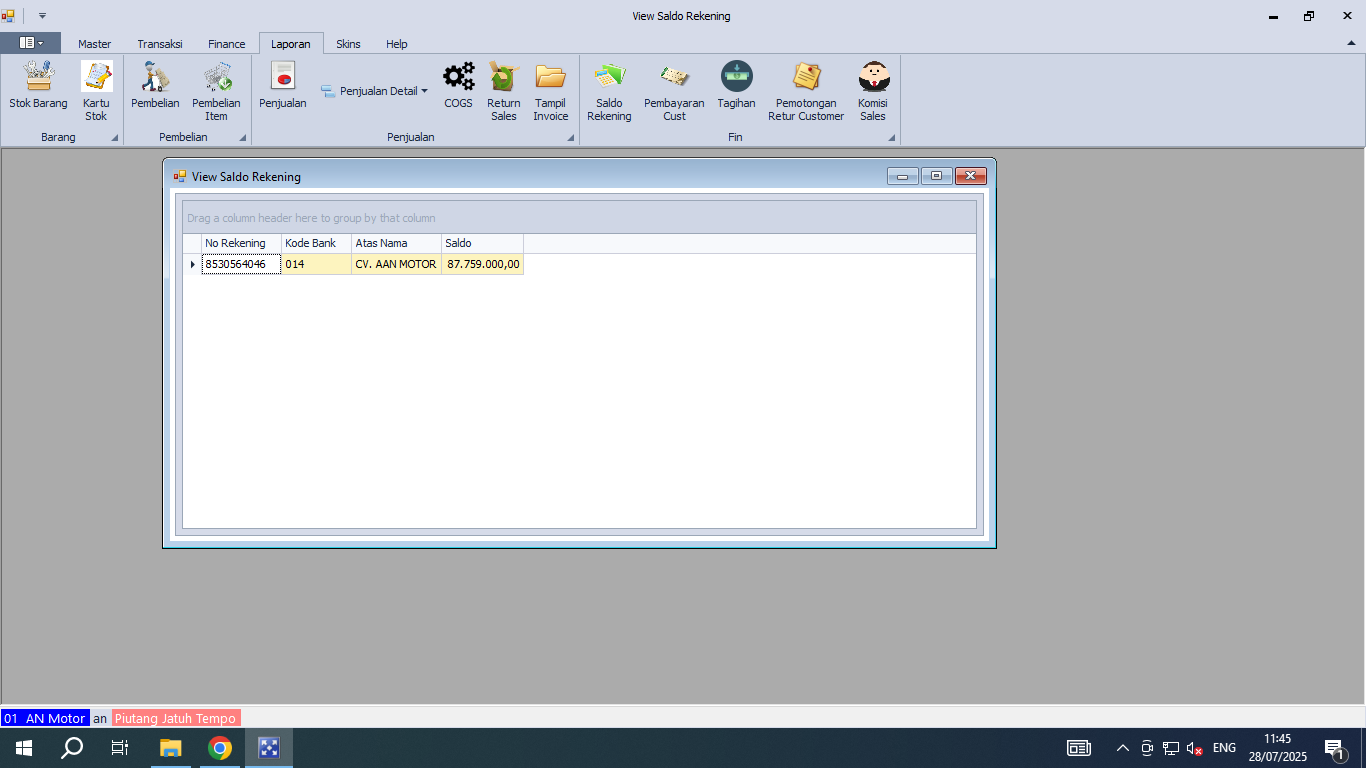 View Saldo Rekening
Master Transaksi Finance Laporan Skins Help
Stok Barang
Kartu Stok
Barang
Pembelian
Pembelian Item
Pembelian
Penjualan
Penjualan Detail
COGS
Return Sales
Tampil Invoice
Penjualan
Saldo Rekening
Pembayaran Cust
Tagihan
Pemotongan Retur Customer
Komisi Sales
Fin
View Saldo Rekening
Drag a column header here to group by that column
No Rekening Kode Bank Atas Nama Saldo
8530564046 014 CV. AAN MOTOR 87.759.000,00
01 AN Motor an Piutang Jatuh Tempo
ENG
11:45
28/07/2025
1